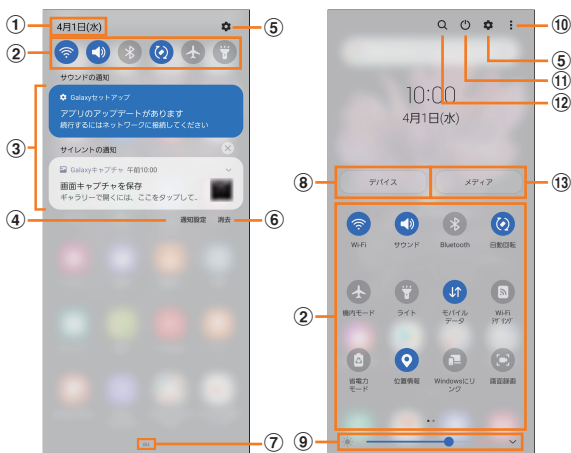 ①
4月1日(水)
⑤
②
サウンドの通知
Galaxyセットアップ
アプリのアップデートがあります
続行するにはネットワークに接続してください
③
サイレントの通知
Galaxyキャプチャ 午前10:00
画面キャプチャを保存
ギャラリーで開くには、ここをタップして、
④
通知設定 消去
⑥
au
⑦
⑩
⑤
⑪
⑫
10:00
4月1日(水)
⑧
デバイス
メディア
⑬
Wi-Fi サウンド Bluetooth 自動回転
②
機内モード ライト モバイル Wi-Fi
データ ﾃｻﾞﾘﾝｸﾞ
省電力 位置情報 Windowsにリ 画面録画
モード ンク
⑨